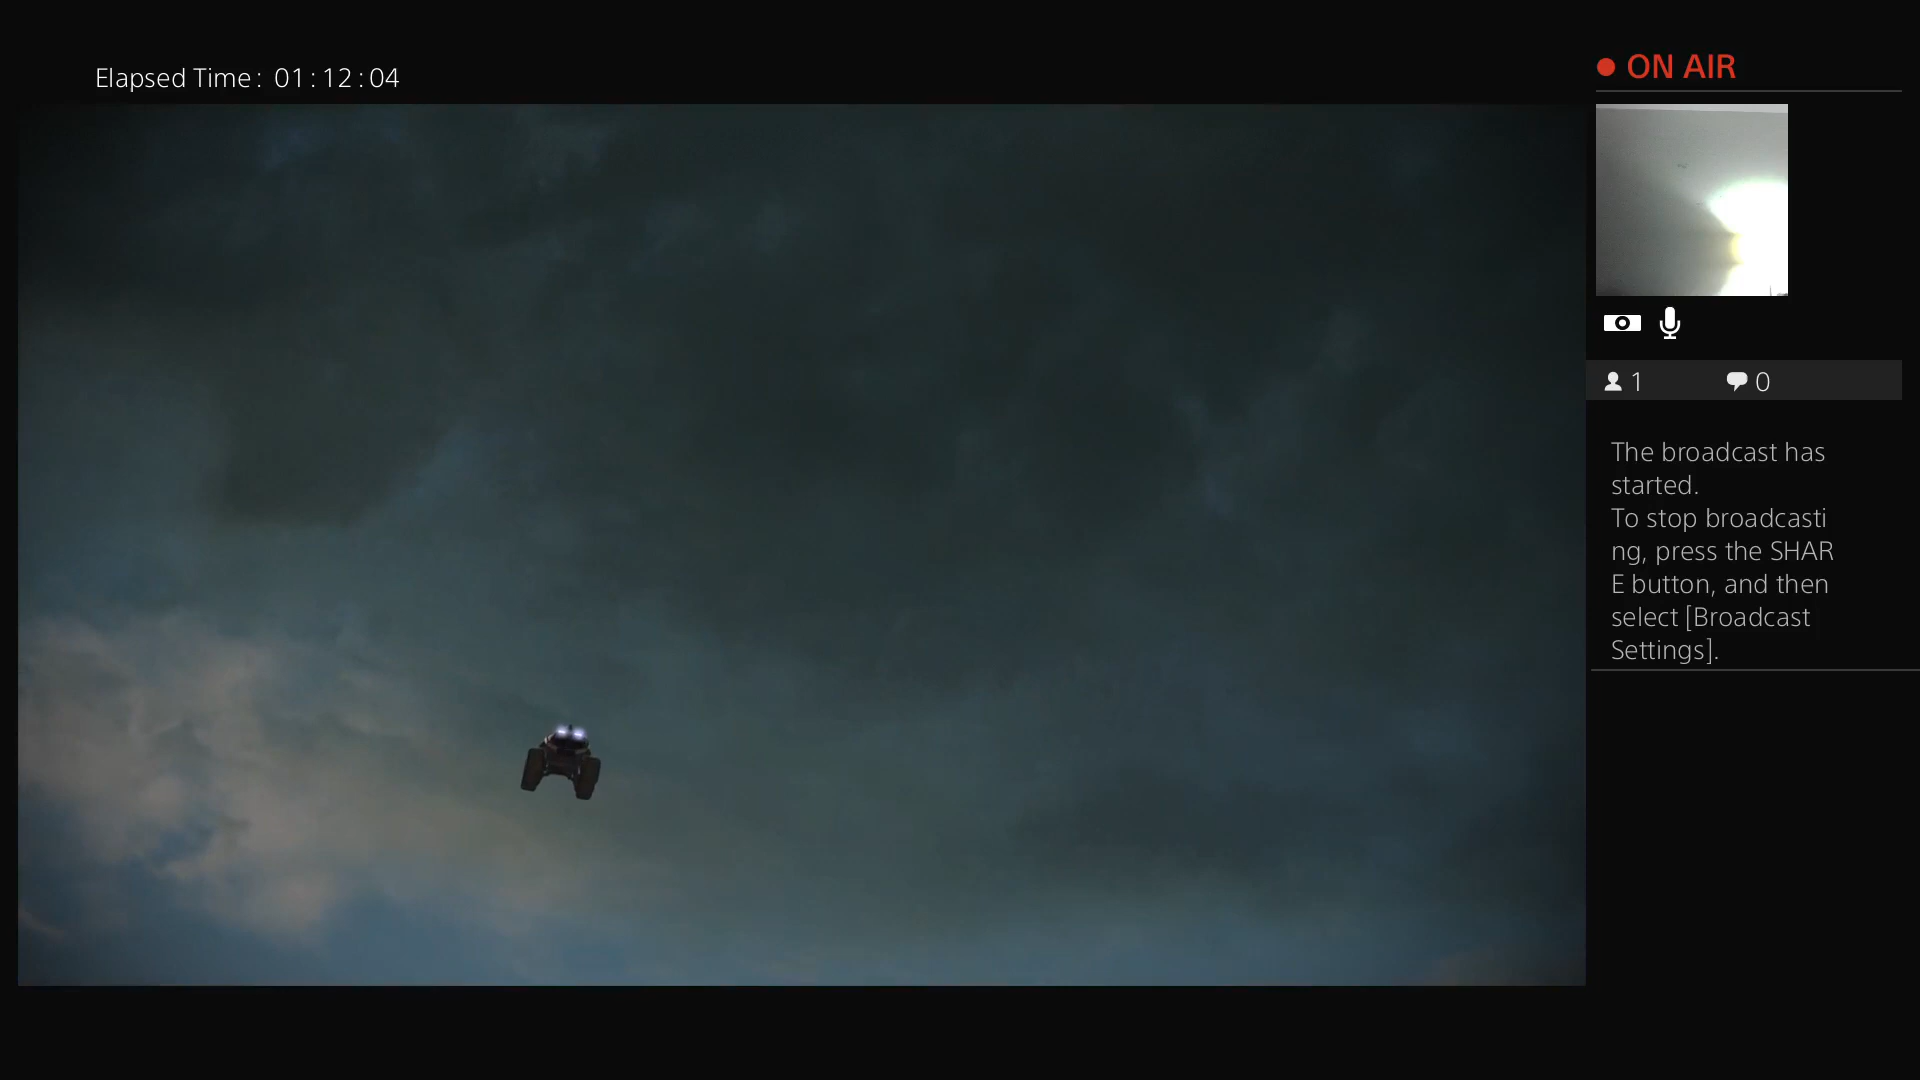 Elapsed Time: 01:12:04
ON AIR
1 0
The broadcast has
started.
To stop broadcasti
ng, press the SHAR
E button, and then
select [Broadcast
Settings].